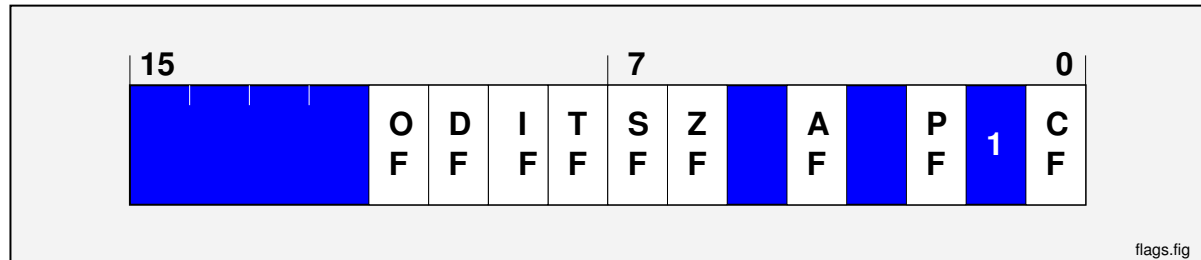 15 7 0
O D I T S Z A P 1 C
F F F F F F F F F
flags.fig